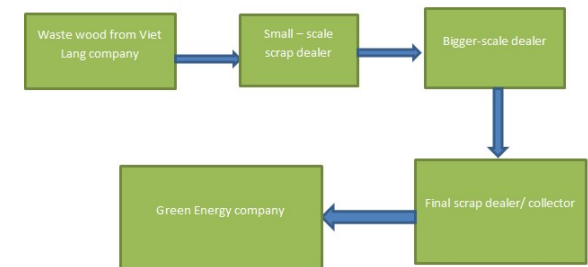 Waste wood from Viet
Lang company
Small – scale
scrap dealer
Bigger-scale dealer
Final scrap dealer/ collector
Green Energy company